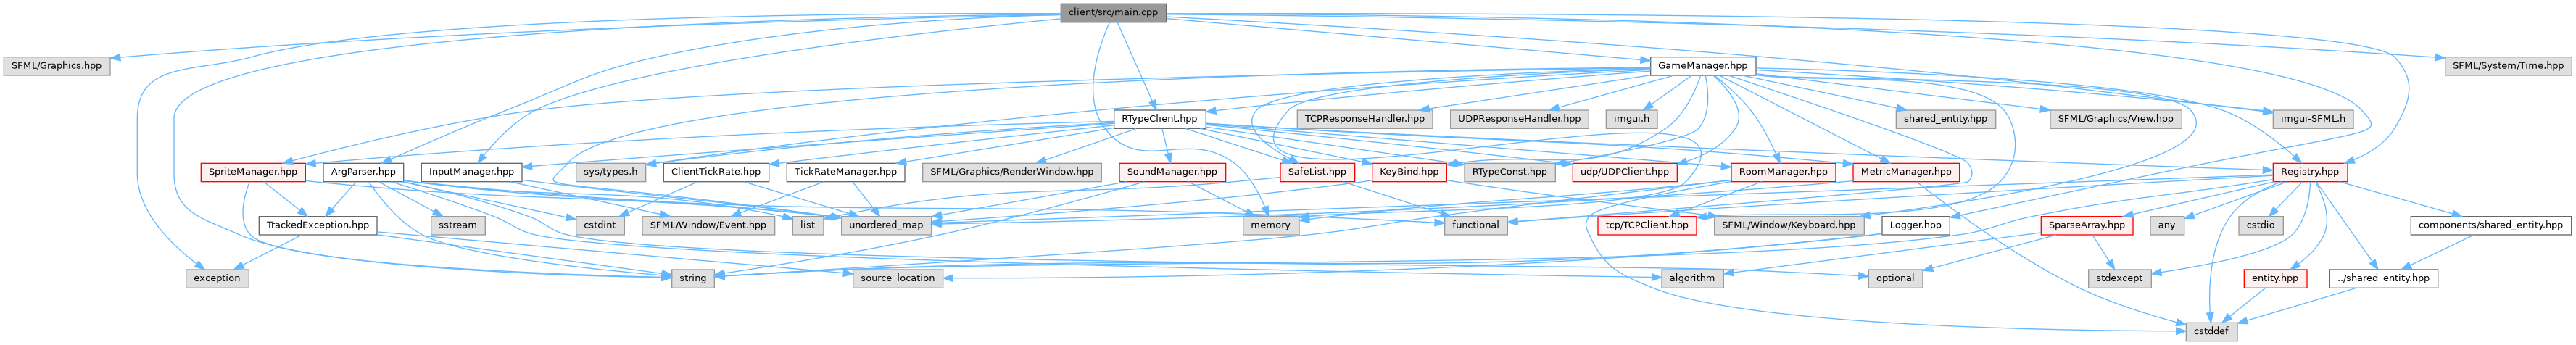 client/src/main.cpp
SFML/Graphics.hpp
GameManager.hpp
SFML/System/Time.hpp
RTypeClient.hpp
TCPResponseHandler.hpp
UDPResponseHandler.hpp
imgui.h
shared_entity.hpp
SFML/Graphics/View.hpp
imgui-SFML.h
SpriteManager.hpp
ArgParser.hpp
InputManager.hpp
sys/types.h
ClientTickRate.hpp
TickRateManager.hpp
SFML/Graphics/RenderWindow.hpp
SoundManager.hpp
SafeList.hpp
KeyBind.hpp
RTypeConst.hpp
udp/UDPClient.hpp
RoomManager.hpp
MetricManager.hpp
Registry.hpp
TrackedException.hpp
sstream
cstdint
SFML/Window/Event.hpp
list
unordered_map
memory
functional
tcp/TCPClient.hpp
SFML/Window/Keyboard.hpp
Logger.hpp
SparseArray.hpp
any
cstdio
components/shared_entity.hpp
exception
string
source_location
algorithm
optional
stdexcept
entity.hpp
../shared_entity.hpp
cstddef